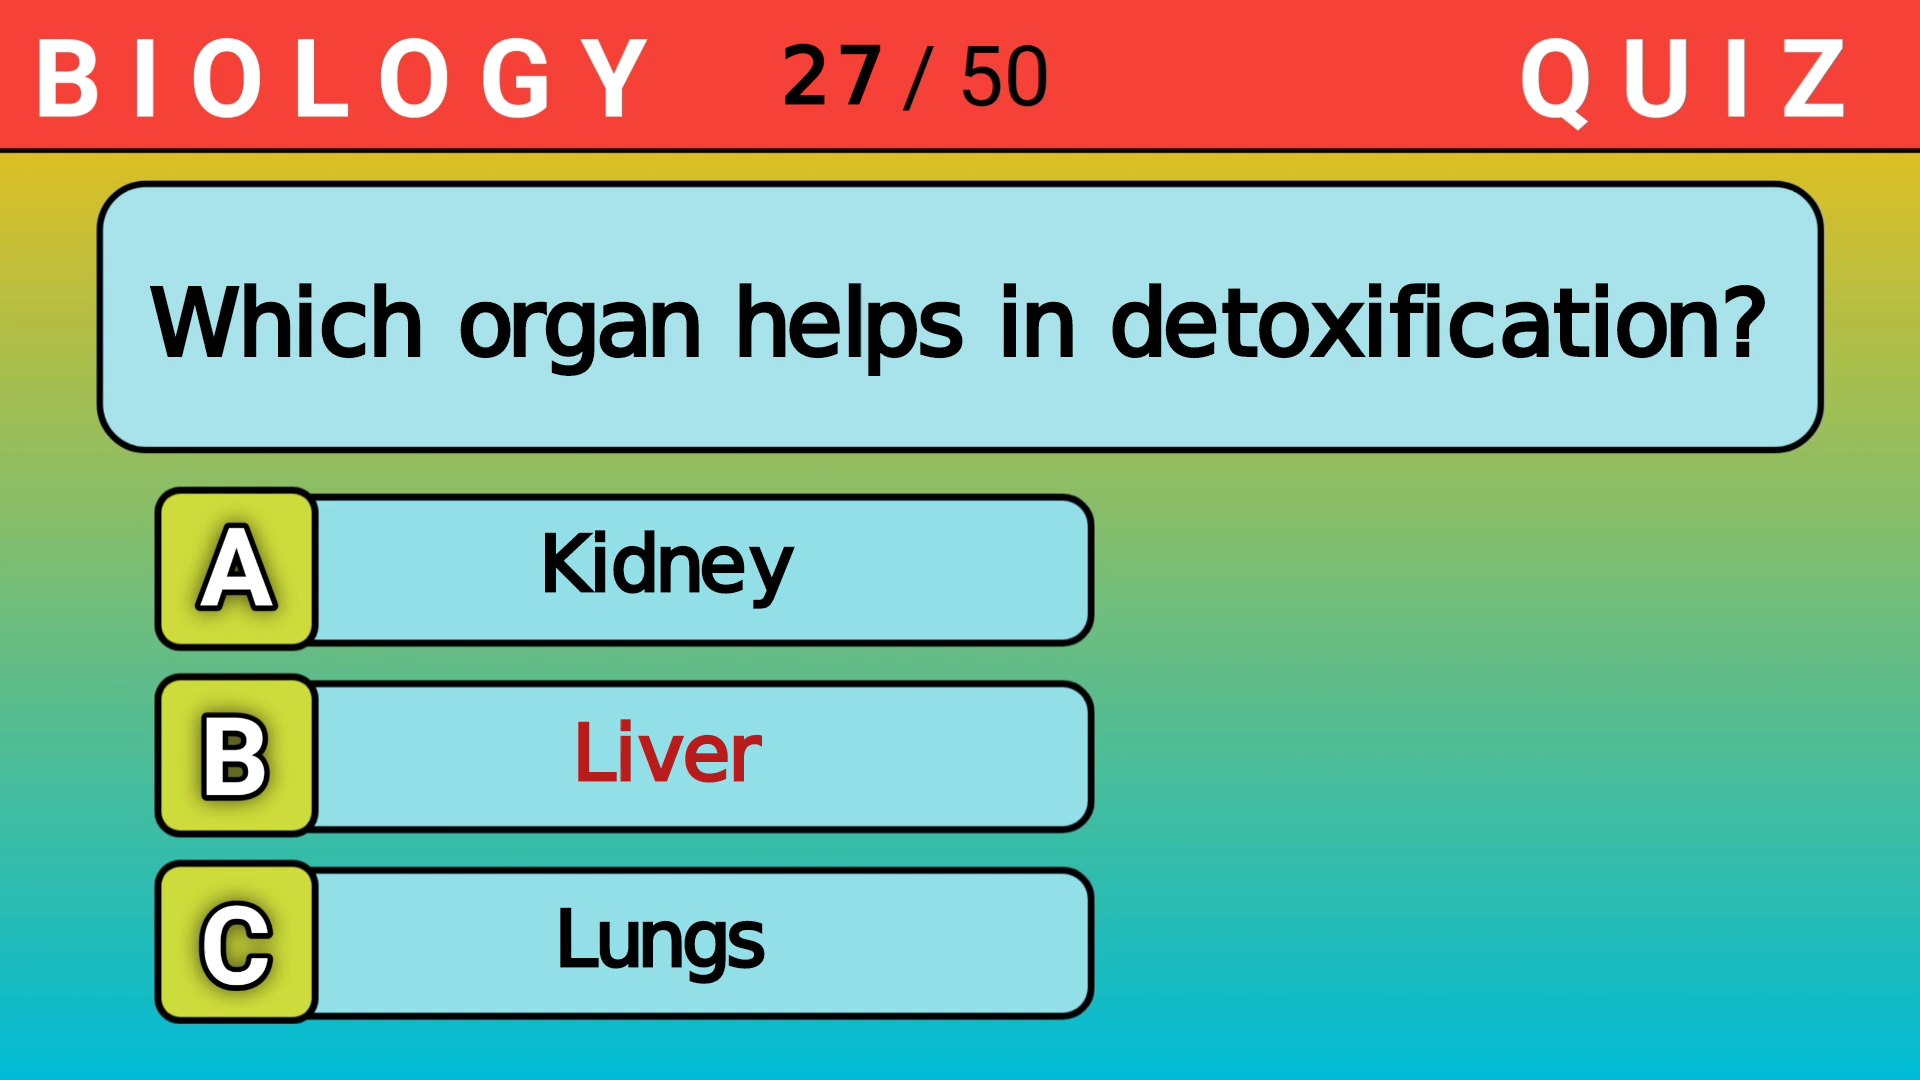 BIOLOGY 27/ 50 QUIZ
Which organ helps in detoxification?
A Kidney
B Liver
C Lungs